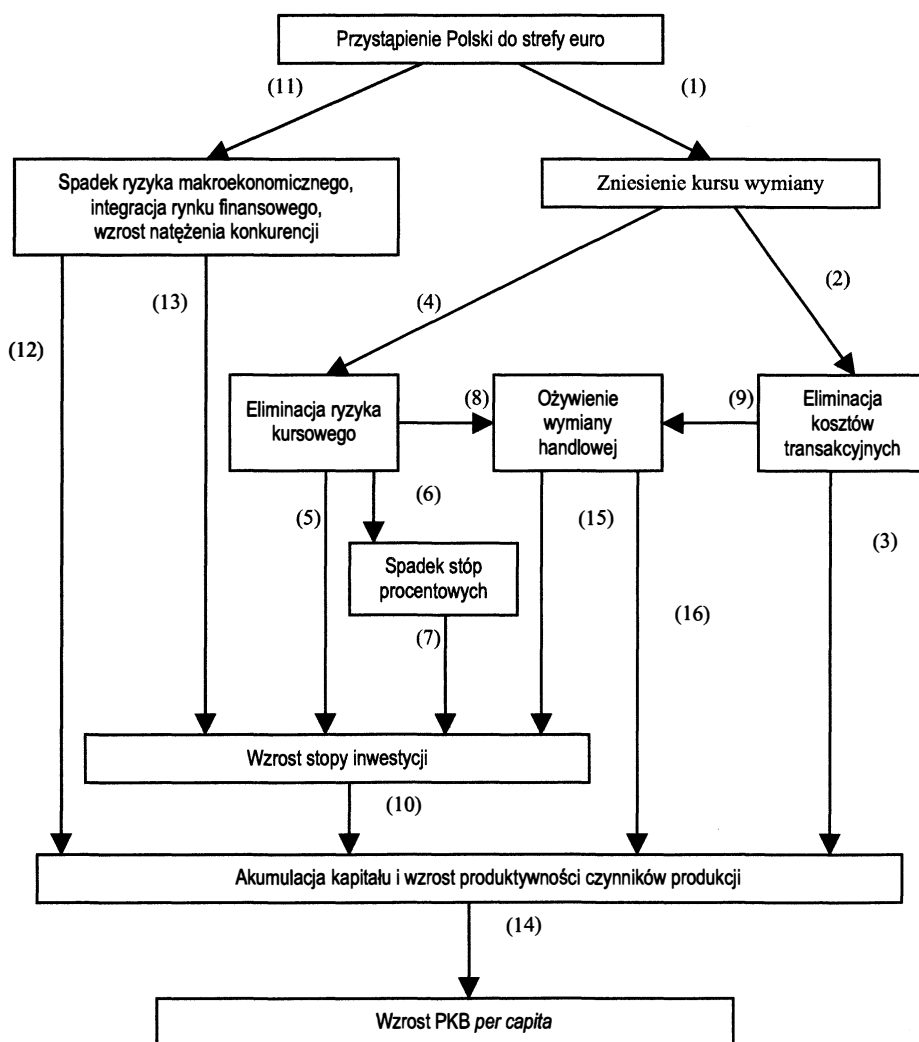 Przystąpienie Polski do strefy euro
(11)
(1)
Spadek ryzyka makroekonomicznego,
integracja rynku finansowego,
wzrost natężenia konkurencji
Zniesienie kursu wymiany
(13)
(4)
(2)
(12)
Eliminacja ryzyka
kursowego
(8)
Ożywienie
wymiany
handlowej
(9)
Eliminacja
kosztów
transakcyjnych
(6)
(5)
(15)
(3)
Spadek stóp
procentowych
(7)
(16)
Wzrost stopy inwestycji
(10)
Akumulacja kapitału i wzrost produktywności czynników produkcji
(14)
Wzrost PKB per capita